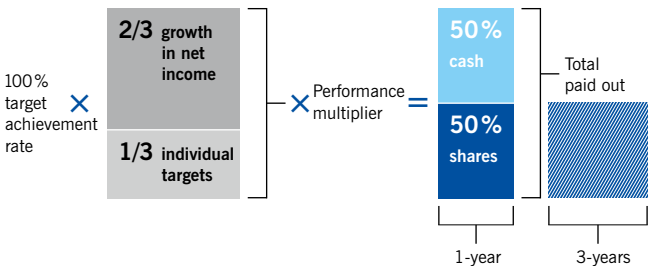 100%
target
achievement
rate
×
2/3 growth
in net
income
1/3 individual
targets
×
Performance
multiplier
=
50%
cash
50%
shares
Total
paid out
1-year
3-years